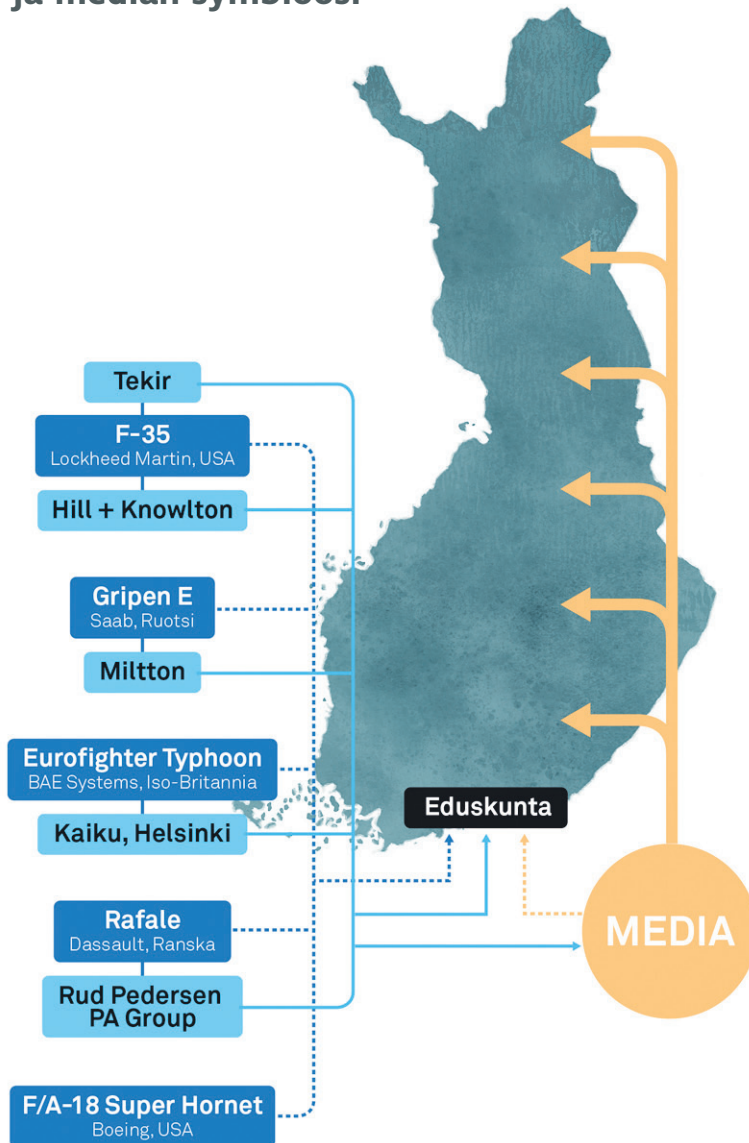 ja median symbioosi
Tekir
F-35
Lockheed Martin, USA
Hill + Knowlton
Gripen E
Saab, Ruotsi
Miltton
Eurofighter Typhoon
BAE Systems, Iso-Britannia
Kaiku, Helsinki
Eduskunta
Rafale
Dassault, Ranska
MEDIA
Rud Pedersen
PA Group
F/A-18 Super Hornet
Boeing, USA